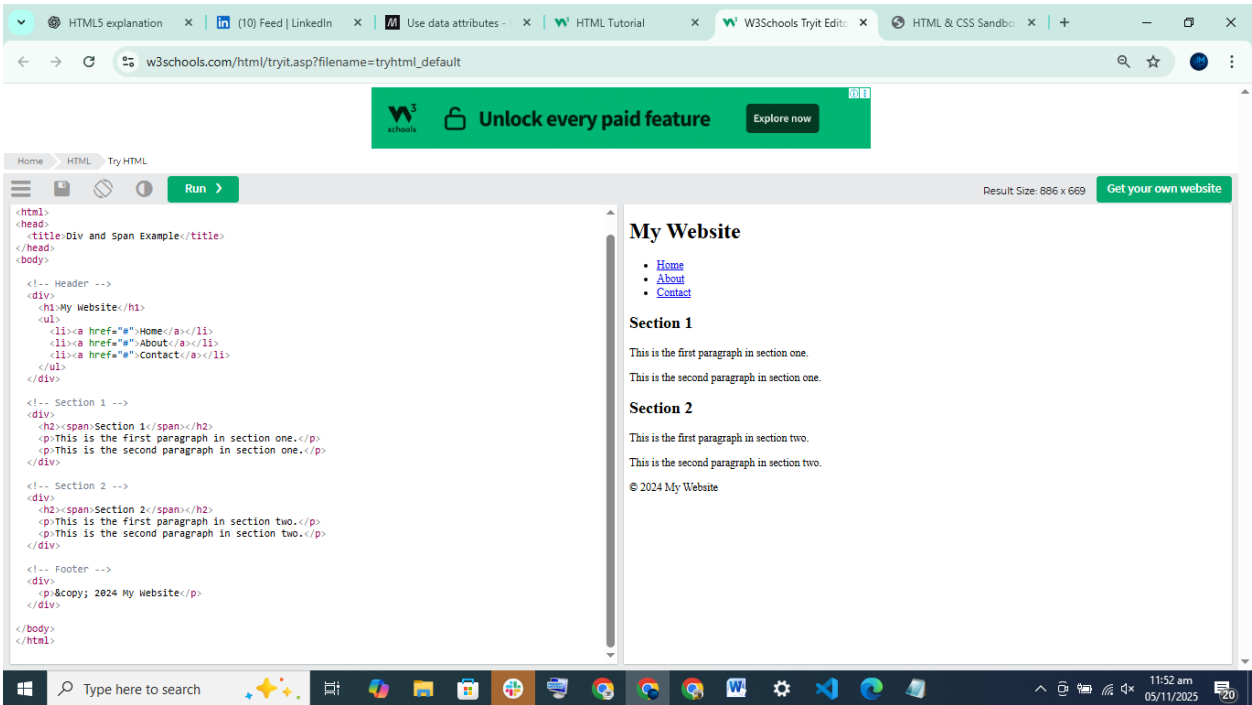 HTML5 explanation
(10) Feed | LinkedIn
Use data attributes -
HTML Tutorial
W3Schools Tryit Edito
HTML & CSS Sandbo
w3schools.com/html/tryit.asp?filename=tryhtml_default
JM
W3
schools
Unlock every paid feature
Explore now
Home
HTML
Try HTML
Run ❯
Result Size: 886 x 669
Get your own website
<html>
<head>
<title>Div and Span Example</title>
</head>
<body>
<!-- Header -->
<div>
<h1>My Website</h1>
<ul>
<li><a href="#">Home</a></li>
<li><a href="#">About</a></li>
<li><a href="#">Contact</a></li>
</ul>
</div>
<!-- Section 1 -->
<div>
<h2><span>Section 1</span></h2>
<p>This is the first paragraph in section one.</p>
<p>This is the second paragraph in section one.</p>
</div>
<!-- Section 2 -->
<div>
<h2><span>Section 2</span></h2>
<p>This is the first paragraph in section two.</p>
<p>This is the second paragraph in section two.</p>
</div>
<!-- Footer -->
<div>
<p>&copy; 2024 My Website</p>
</div>
</body>
</html>
My Website
• Home
• About
• Contact
Section 1
This is the first paragraph in section one.
This is the second paragraph in section one.
Section 2
This is the first paragraph in section two.
This is the second paragraph in section two.
© 2024 My Website
Type here to search
11:52 am
05/11/2025
20